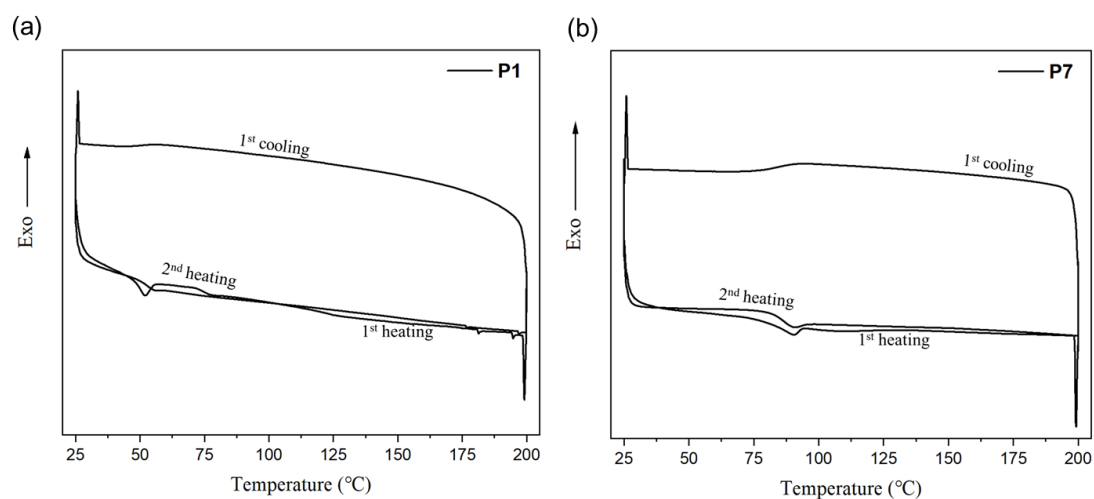 (a)
P1
1st cooling
Exo
2nd heating
1st heating
25 50 75 100 125 150 175 200
Temperature (℃)
(b)
P7
1st cooling
Exo
2nd heating
1st heating
25 50 75 100 125 150 175 200
Temperature (℃)